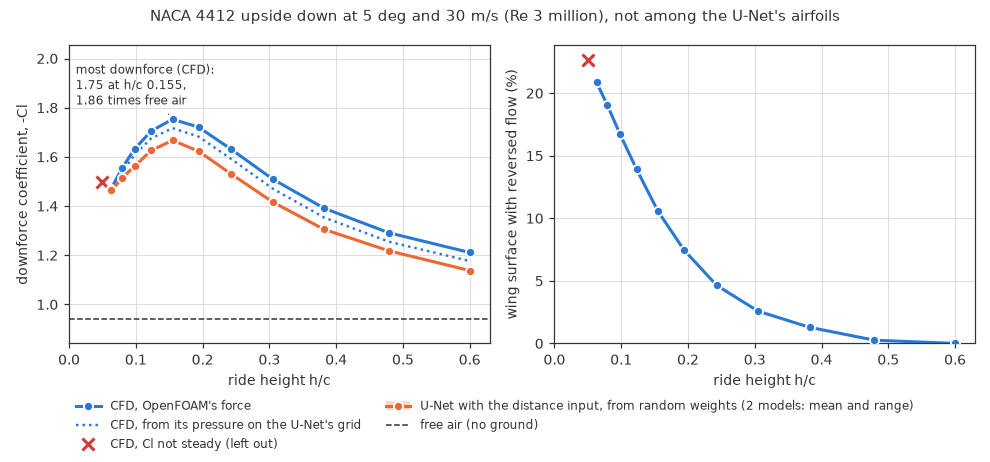 NACA 4412 upside down at 5 deg and 30 m/s (Re 3 million), not among the U-Net's airfoils
most downforce (CFD):
1.75 at h/c 0.155,
1.86 times free air
downforce coefficient, -Cl
2.0
1.8
1.6
1.4
1.2
1.0
0.0 0.1 0.2 0.3 0.4 0.5 0.6
ride height h/c
wing surface with reversed flow (%)
20
15
10
5
0
0.0 0.1 0.2 0.3 0.4 0.5 0.6
ride height h/c
CFD, OpenFOAM's force
CFD, from its pressure on the U-Net's grid
CFD, Cl not steady (left out)
U-Net with the distance input, from random weights (2 models: mean and range)
free air (no ground)